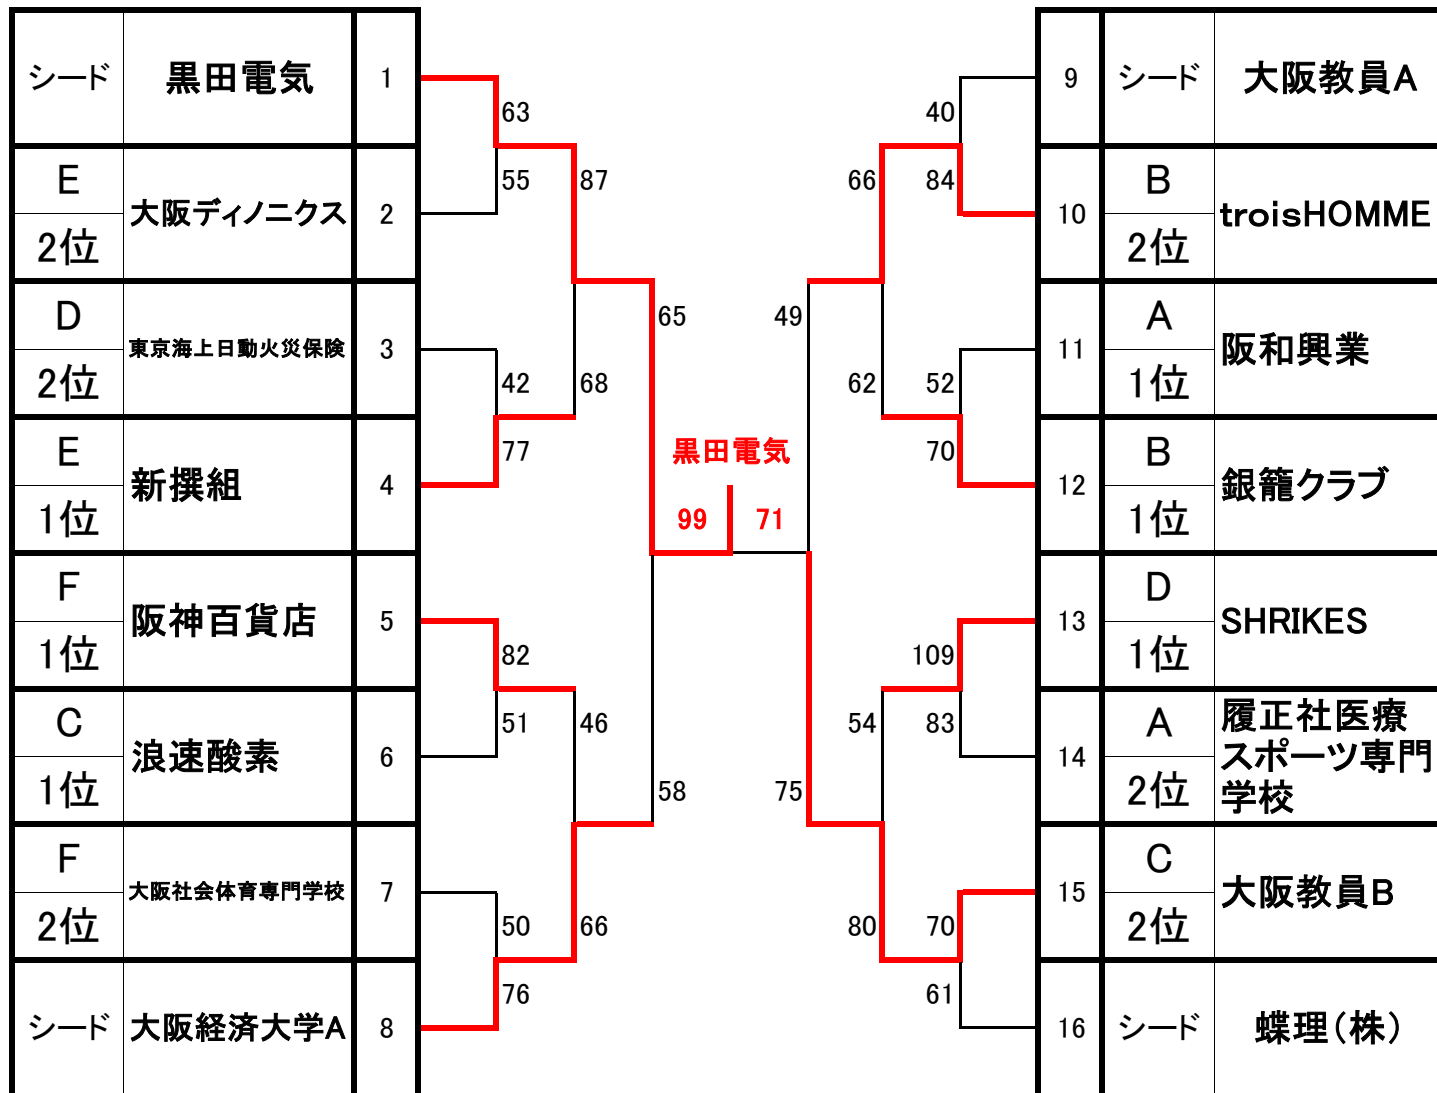 シード 黒田電気 1
E 2位 大阪ディノニクス 2
D 2位 東京海上日動火災保険 3
E 1位 新撰組 4
F 1位 阪神百貨店 5
C 1位 浪速酸素 6
F 2位 大阪社会体育専門学校 7
シード 大阪経済大学A 8
63
55
87
42
77
68
65
82
51
46
50
76
66
58
黒田電気
99 71
40
84
66
52
70
62
49
109
83
54
70
61
80
75
9 シード 大阪教員A
10 B 2位 troisHOMME
11 A 1位 阪和興業
12 B 1位 銀籠クラブ
13 D 1位 SHRIKES
14 A 2位 履正社医療
スポーツ専門
学校
15 C 2位 大阪教員B
16 シード 蝶理(株)